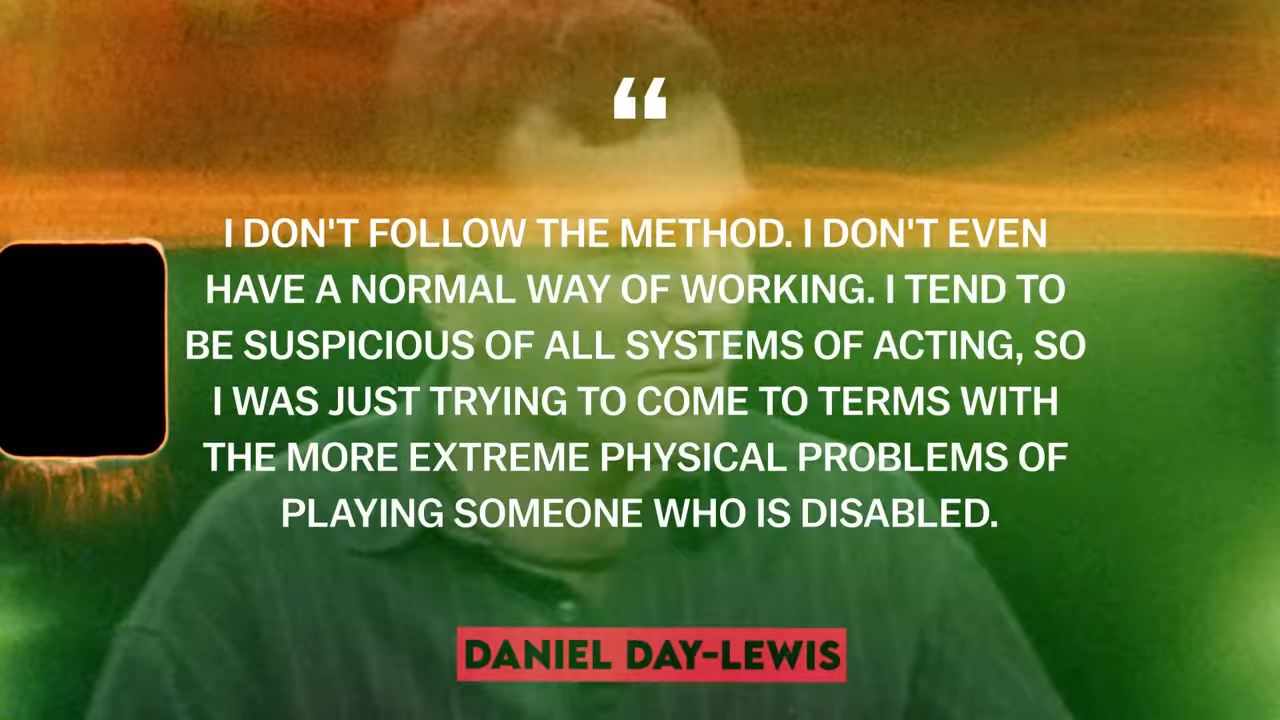 “
I DON'T FOLLOW THE METHOD. I DON'T EVEN
HAVE A NORMAL WAY OF WORKING. I TEND TO
BE SUSPICIOUS OF ALL SYSTEMS OF ACTING, SO
I WAS JUST TRYING TO COME TO TERMS WITH
THE MORE EXTREME PHYSICAL PROBLEMS OF
PLAYING SOMEONE WHO IS DISABLED.
DANIEL DAY-LEWIS